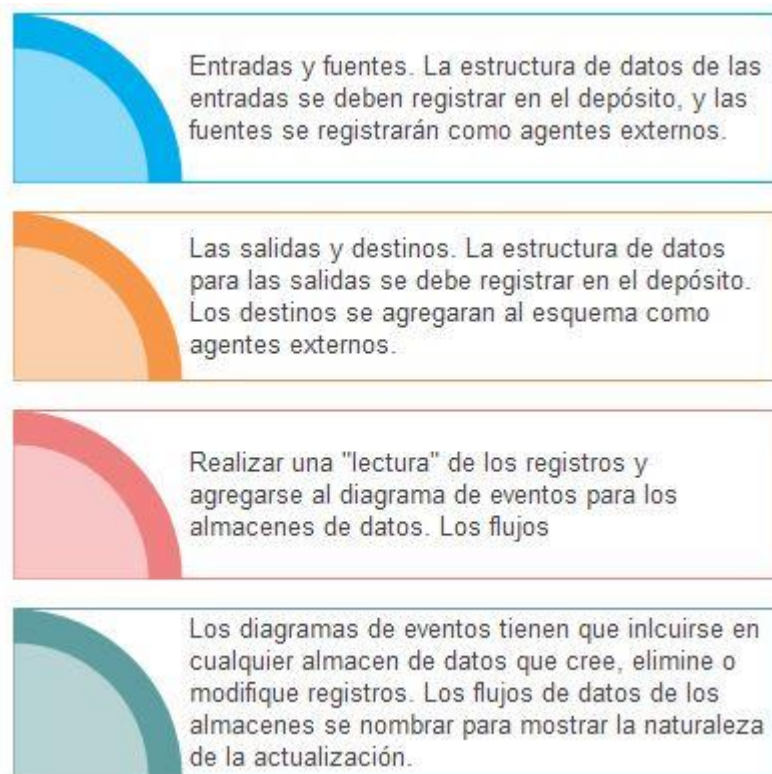 Entradas y fuentes. La estructura de datos de las
entradas se deben registrar en el depósito, y las
fuentes se registrarán como agentes externos.
Las salidas y destinos. La estructura de datos
para las salidas se debe registrar en el depósito.
Los destinos se agregaran al esquema como
agentes externos.
Realizar una "lectura" de los registros y
agregarse al diagrama de eventos para los
almacenes de datos. Los flujos
Los diagramas de eventos tienen que inlcuirse en
cualquier almacen de datos que cree, elimine o
modifique registros. Los flujos de datos de los
almacenes se nombrar para mostrar la naturaleza
de la actualización.